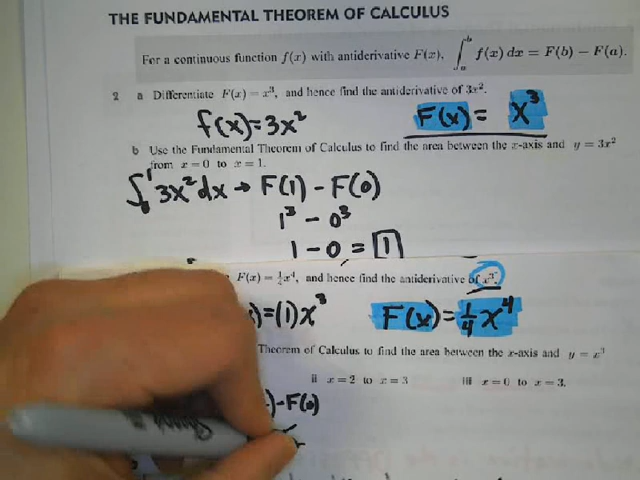 THE FUNDAMENTAL THEOREM OF CALCULUS
For a continuous function f(x) with antiderivative F(x), ∫ₐᵇ f(x) dx = F(b) − F(a).
2 a Differentiate F(x) = x³, and hence find the antiderivative of 3x².
f(x)=3x² F(x)= x³
b Use the Fundamental Theorem of Calculus to find the area between the x-axis and y = 3x²
from x = 0 to x = 1.
∫₀¹ 3x² dx → F(1) − F(0)
1³ − 0³
1 − 0 = 1
F(x) = ¼x⁴, and hence find the antiderivative of x³.
)=(1)x³ F(x)=¼x⁴
Theorem of Calculus to find the area between the x-axis and y = x³
ii x = 2 to x = 3 iii x = 0 to x = 3.
)−F(0)